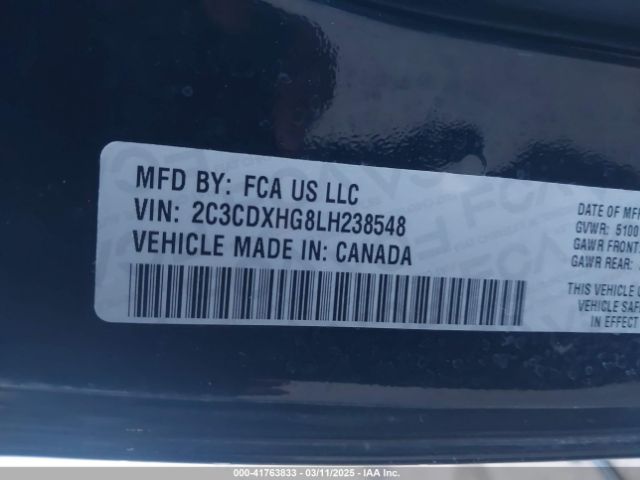 MFD BY: FCA US LLC
VIN: 2C3CDXHG8LH238548
VEHICLE MADE IN: CANADA
DATE OF MF
GVWR: 5100
GAWR FRONT
GAWR REAR:
THIS VEHICLE
VEHICLE SAF
IN EFFECT
000-41763833 - 03/11/2025 - IAA Inc.